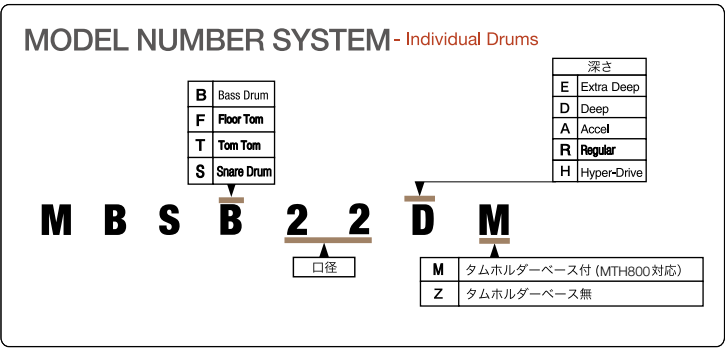 MODEL NUMBER SYSTEM - Individual Drums
深さ
B Bass Drum
F Floor Tom
T Tom Tom
S Snare Drum
E Extra Deep
D Deep
A Accel
R Regular
H Hyper-Drive
M B S B 2 2 D M
口径
M タムホルダーベース付 (MTH800対応)
Z タムホルダーベース無